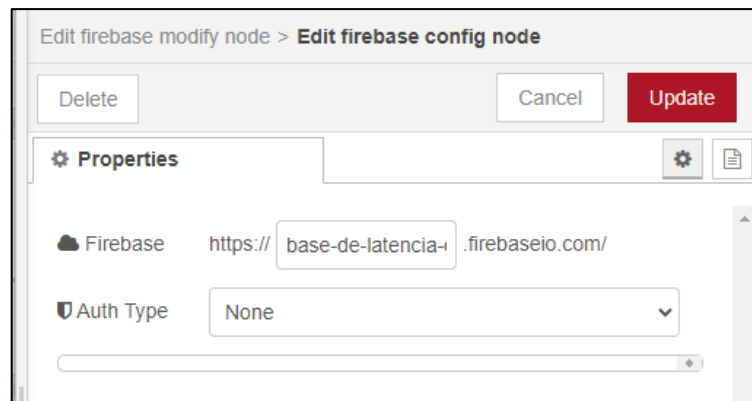 Edit firebase modify node > Edit firebase config node
Delete Cancel Update
Properties
Firebase https:// base-de-latencia- .firebaseio.com/
Auth Type None